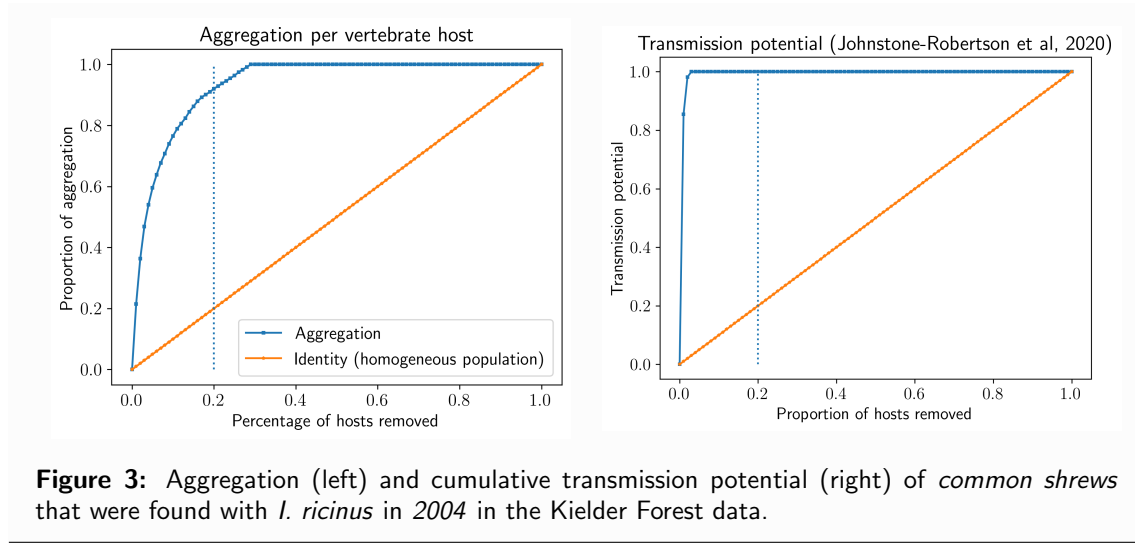 Aggregation per vertebrate host
Proportion of aggregation
1.0
0.8
0.6
0.4
0.2
0.0
Aggregation
Identity (homogeneous population)
0.0 0.2 0.4 0.6 0.8 1.0
Percentage of hosts removed
Transmission potential (Johnstone-Robertson et al, 2020)
Transmission potential
1.0
0.8
0.6
0.4
0.2
0.0
0.0 0.2 0.4 0.6 0.8 1.0
Proportion of hosts removed
Figure 3: Aggregation (left) and cumulative transmission potential (right) of common shrews
that were found with I. ricinus in 2004 in the Kielder Forest data.